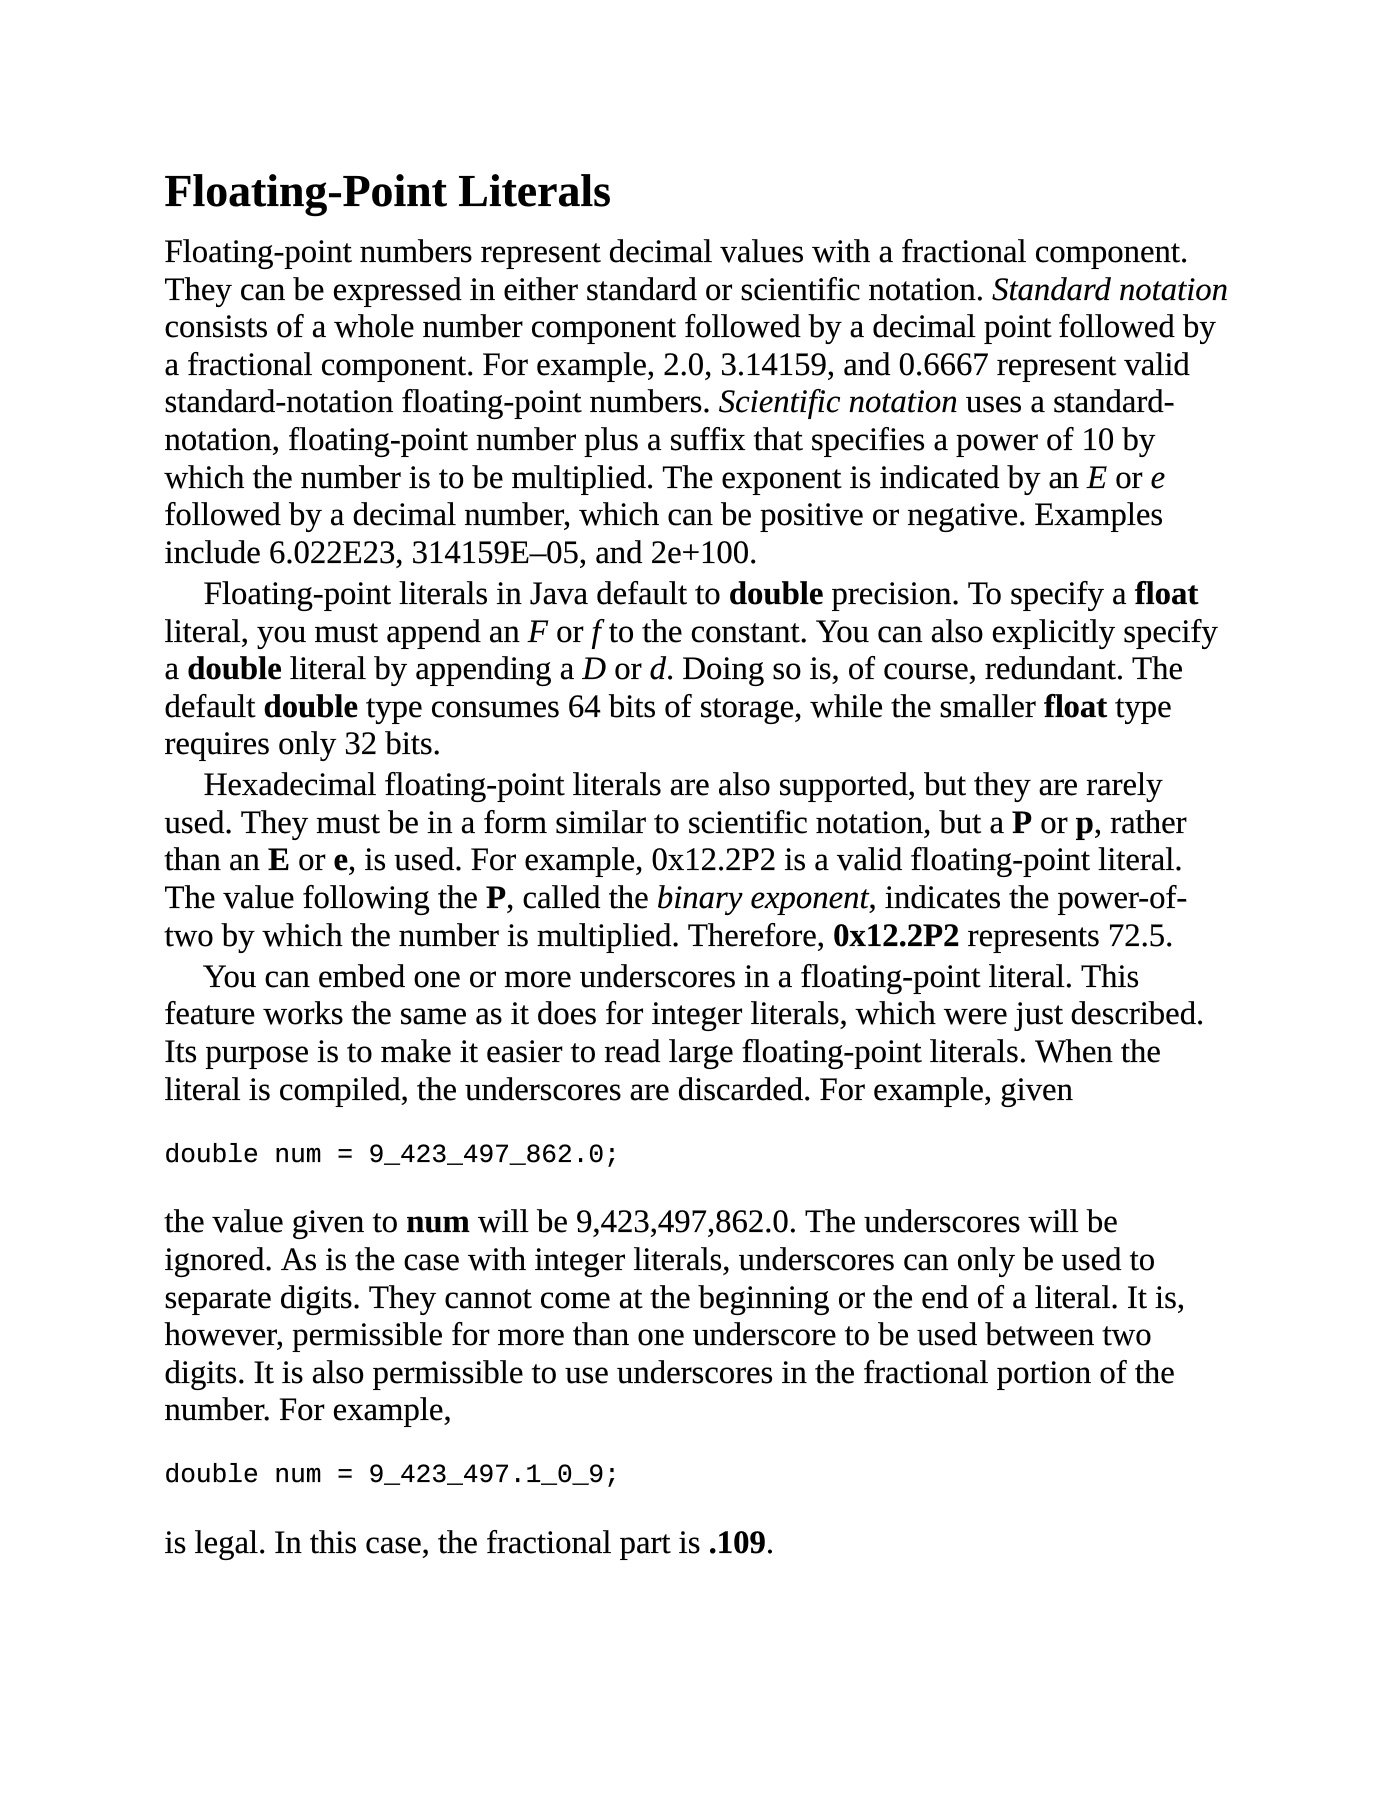 Floating-Point Literals
Floating-point numbers represent decimal values with a fractional component.
They can be expressed in either standard or scientific notation. Standard notation
consists of a whole number component followed by a decimal point followed by
a fractional component. For example, 2.0, 3.14159, and 0.6667 represent valid
standard-notation floating-point numbers. Scientific notation uses a standard-
notation, floating-point number plus a suffix that specifies a power of 10 by
which the number is to be multiplied. The exponent is indicated by an E or e
followed by a decimal number, which can be positive or negative. Examples
include 6.022E23, 314159E–05, and 2e+100.
Floating-point literals in Java default to double precision. To specify a float
literal, you must append an F or f to the constant. You can also explicitly specify
a double literal by appending a D or d. Doing so is, of course, redundant. The
default double type consumes 64 bits of storage, while the smaller float type
requires only 32 bits.
Hexadecimal floating-point literals are also supported, but they are rarely
used. They must be in a form similar to scientific notation, but a P or p, rather
than an E or e, is used. For example, 0x12.2P2 is a valid floating-point literal.
The value following the P, called the binary exponent, indicates the power-of-
two by which the number is multiplied. Therefore, 0x12.2P2 represents 72.5.
You can embed one or more underscores in a floating-point literal. This
feature works the same as it does for integer literals, which were just described.
Its purpose is to make it easier to read large floating-point literals. When the
literal is compiled, the underscores are discarded. For example, given
double num = 9_423_497_862.0;
the value given to num will be 9,423,497,862.0. The underscores will be
ignored. As is the case with integer literals, underscores can only be used to
separate digits. They cannot come at the beginning or the end of a literal. It is,
however, permissible for more than one underscore to be used between two
digits. It is also permissible to use underscores in the fractional portion of the
number. For example,
double num = 9_423_497.1_0_9;
is legal. In this case, the fractional part is .109.